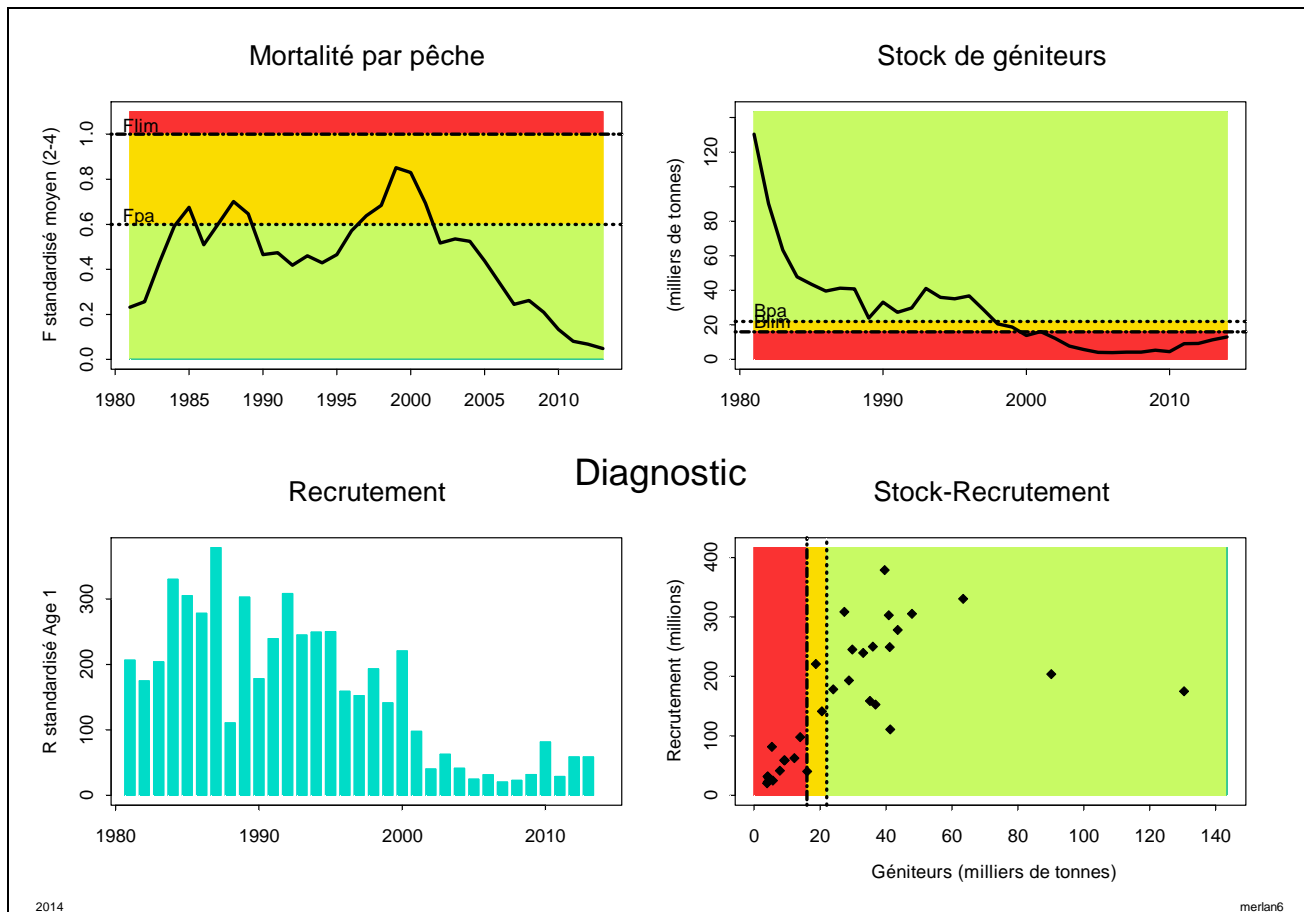 Mortalité par pêche
F standardisé moyen (2-4)
0.0 0.2 0.4 0.6 0.8 1.0
Flim
Fpa
1980 1985 1990 1995 2000 2005 2010
Stock de géniteurs
(milliers de tonnes)
0 20 40 60 80 120
Bpa
Blim
1980 1990 2000 2010
Diagnostic
Recrutement
R standardisé Age 1
0 100 200 300
1980 1990 2000 2010
Stock-Recrutement
Recrutement (millions)
0 100 200 300 400
0 20 40 60 80 100 120 140
Géniteurs (milliers de tonnes)
2014
merlan6